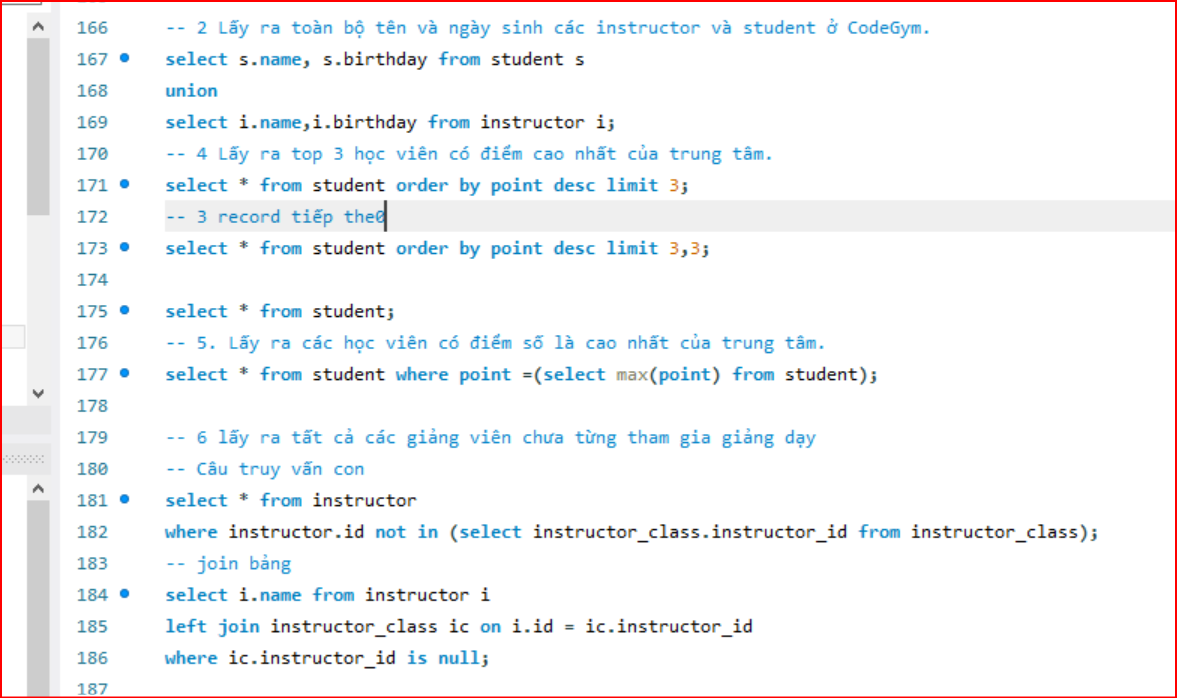 166 -- 2 Lấy ra toàn bộ tên và ngày sinh các instructor và student ở CodeGym.
167 select s.name, s.birthday from student s
168 union
169 select i.name,i.birthday from instructor i;
170 -- 4 Lấy ra top 3 học viên có điểm cao nhất của trung tâm.
171 select * from student order by point desc limit 3;
172 -- 3 record tiếp the0
173 select * from student order by point desc limit 3,3;
174
175 select * from student;
176 -- 5. Lấy ra các học viên có điểm số là cao nhất của trung tâm.
177 select * from student where point =(select max(point) from student);
178
179 -- 6 lấy ra tất cả các giảng viên chưa từng tham gia giảng dạy
180 -- Câu truy vấn con
181 select * from instructor
182 where instructor.id not in (select instructor_class.instructor_id from instructor_class);
183 -- join bảng
184 select i.name from instructor i
185 left join instructor_class ic on i.id = ic.instructor_id
186 where ic.instructor_id is null;
187